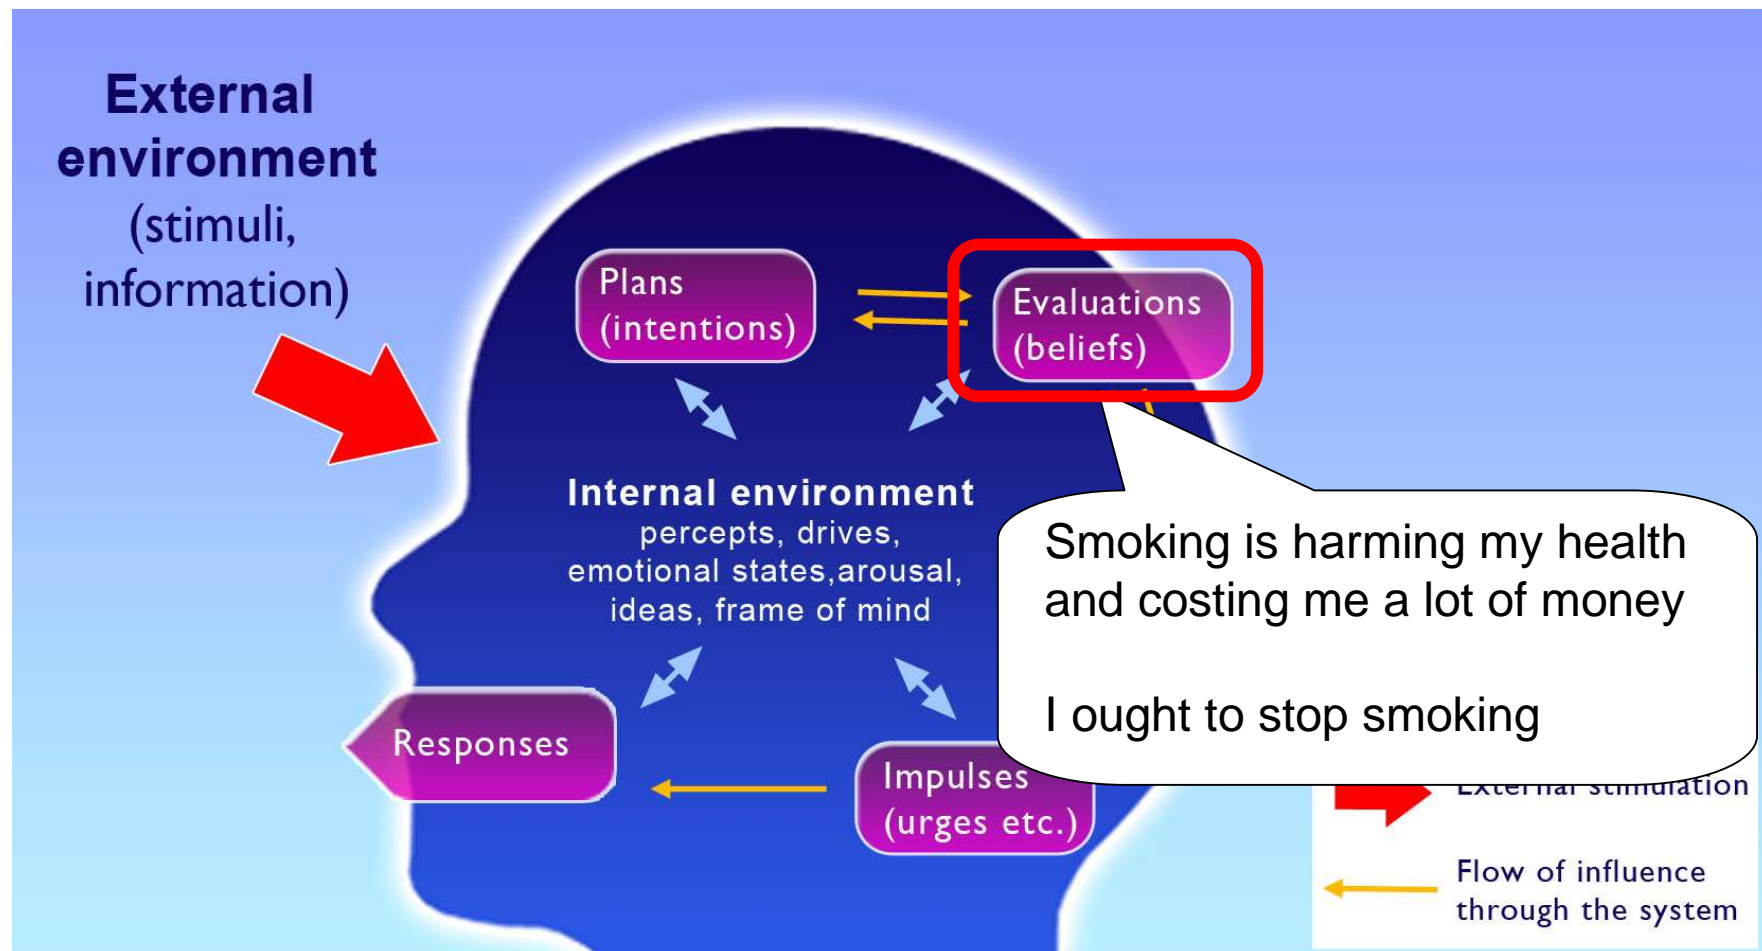 External
environment
(stimuli,
information)
Plans
(intentions)
Evaluations
(beliefs)
Internal environment
percepts, drives,
emotional states,arousal,
ideas, frame of mind
Smoking is harming my health
and costing me a lot of money
I ought to stop smoking
Responses
Impulses
(urges etc.)
External stimulation
Flow of influence
through the system